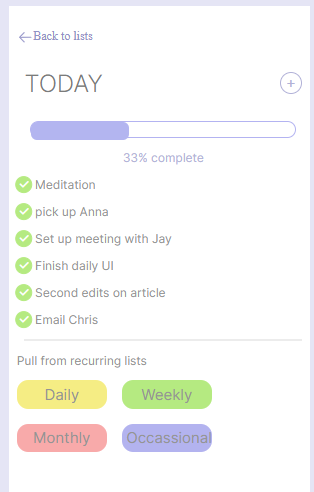 Back to lists
TODAY
33% complete
Meditation
pick up Anna
Set up meeting with Jay
Finish daily UI
Second edits on article
Email Chris
Pull from recurring lists
Daily
Weekly
Monthly
Occassional